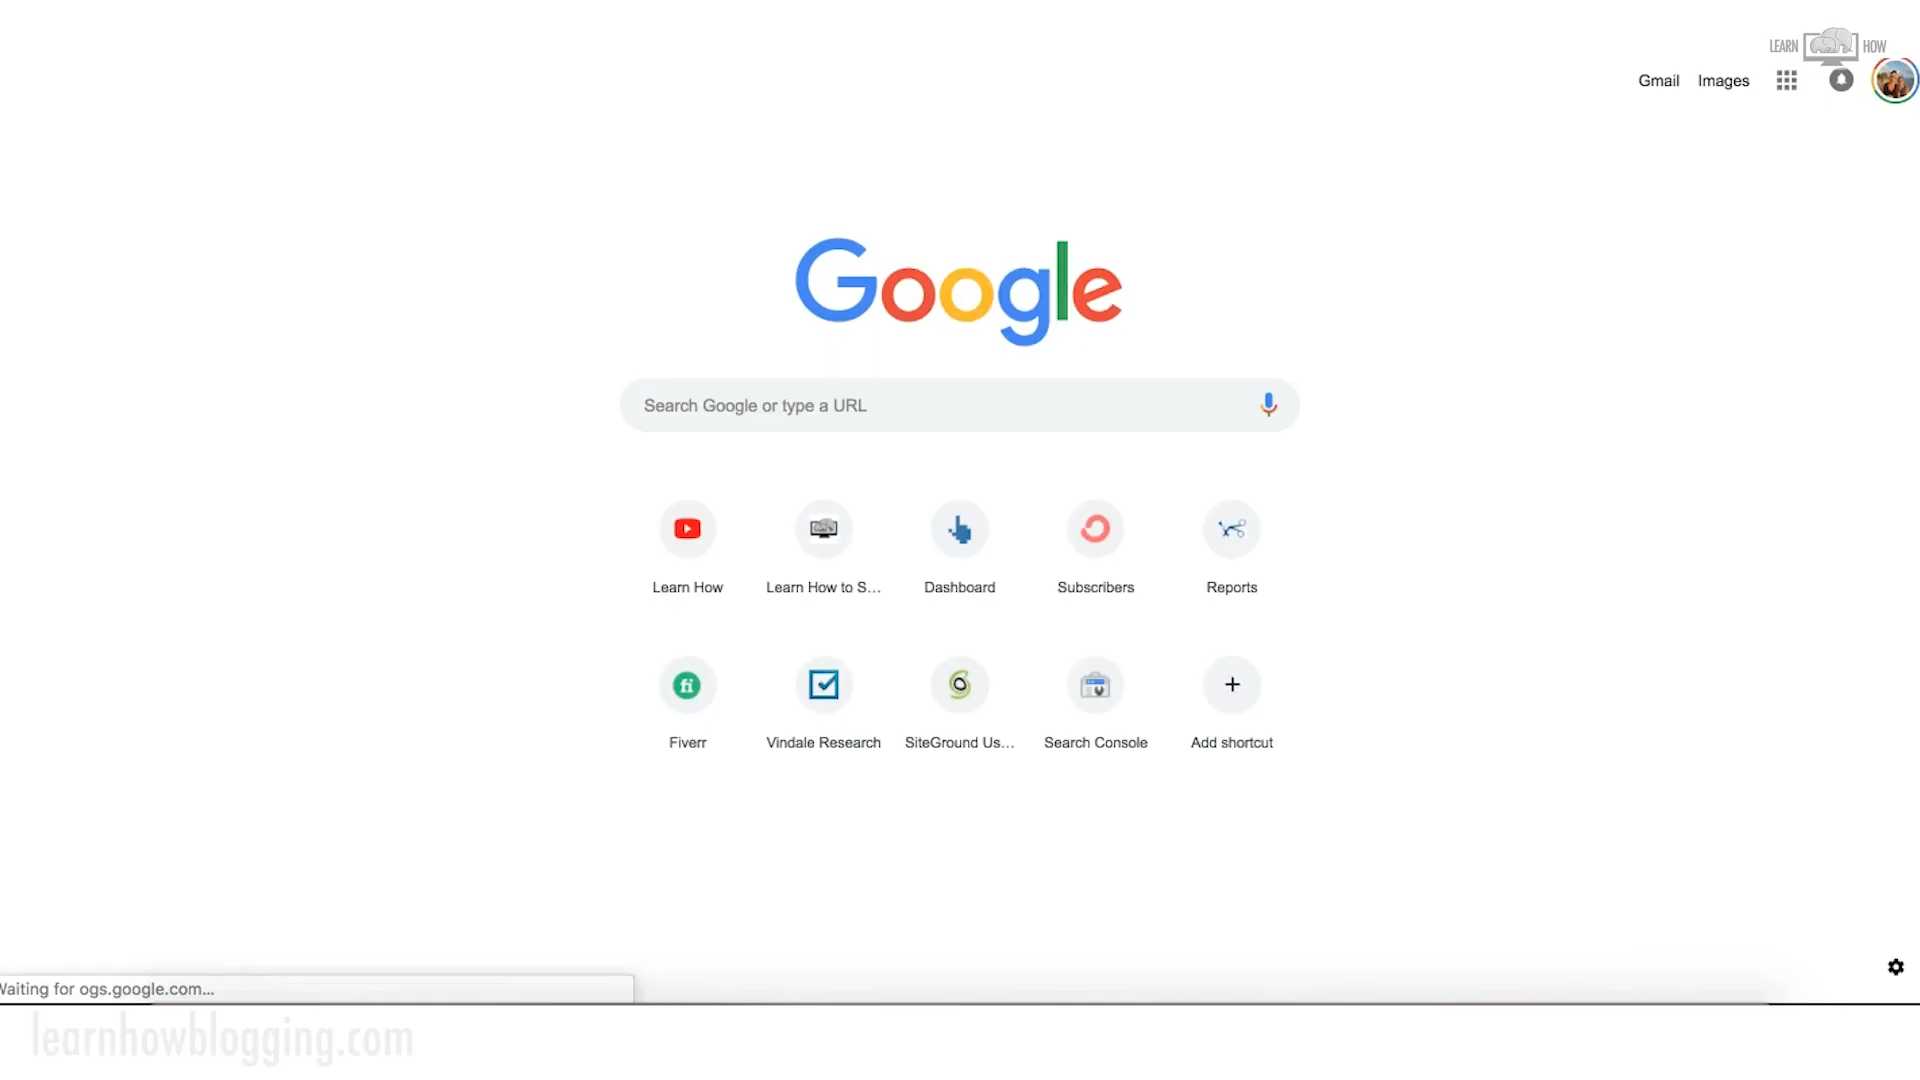 LEARN HOW
Gmail Images
Google
Search Google or type a URL
Learn How
Learn How to S...
Dashboard
Subscribers
Reports
fi
Fiverr
Vindale Research
SiteGround Us...
Search Console
Add shortcut
Waiting for ogs.google.com...
learnhowblogging.com